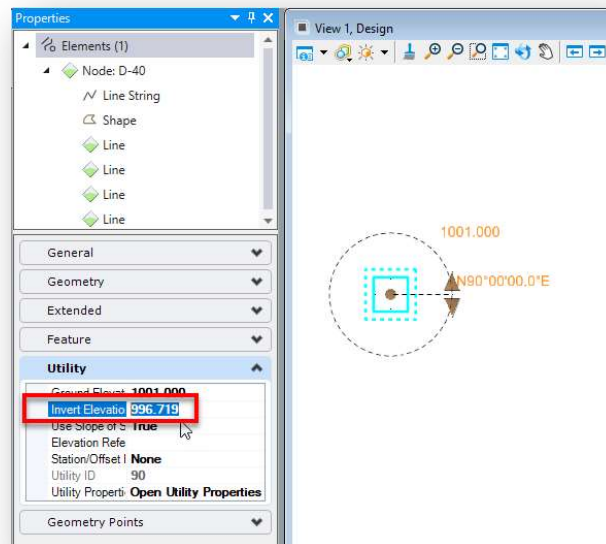 Properties
Elements (1)
Node: D-40
Line String
Shape
Line
Line
Line
Line
General
Geometry
Extended
Feature
Utility
Ground Elevat 1001.000
Invert Elevatio 996.719
Use Slope of S True
Elevation Refe
Station/Offset I None
Utility ID 90
Utility Properti Open Utility Properties
Geometry Points
View 1, Design
1001.000
N90°00'00.0"E